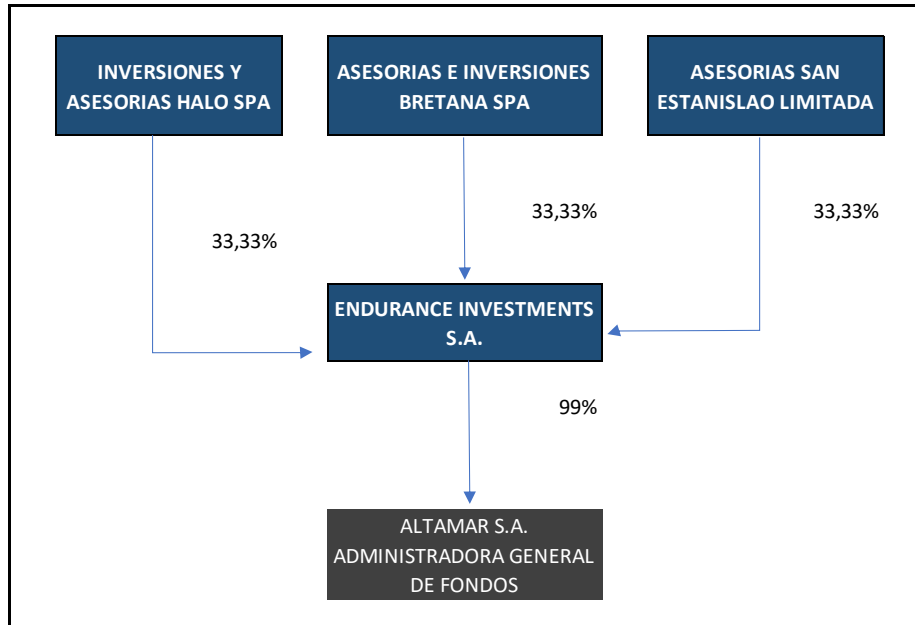 INVERSIONES Y
ASESORIAS HALO SPA
ASESORIAS E INVERSIONES
BRETANA SPA
ASESORIAS SAN
ESTANISLAO LIMITADA
33,33%
33,33%
33,33%
ENDURANCE INVESTMENTS
S.A.
99%
ALTAMAR S.A.
ADMINISTRADORA GENERAL
DE FONDOS